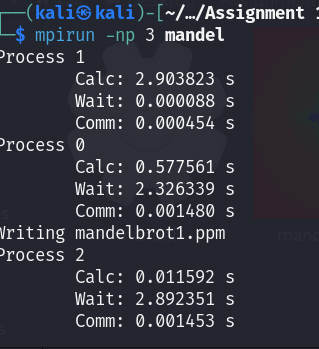 ┌──(kali㉿kali)-[~/…/Assignment 1
└─$ mpirun -np 3 mandel
Process 1
Calc: 2.903823 s
Wait: 0.000088 s
Comm: 0.000454 s
Process 0
Calc: 0.577561 s
Wait: 2.326339 s
Comm: 0.001480 s
Writing mandelbrot1.ppm
Process 2
Calc: 0.011592 s
Wait: 2.892351 s
Comm: 0.001453 s